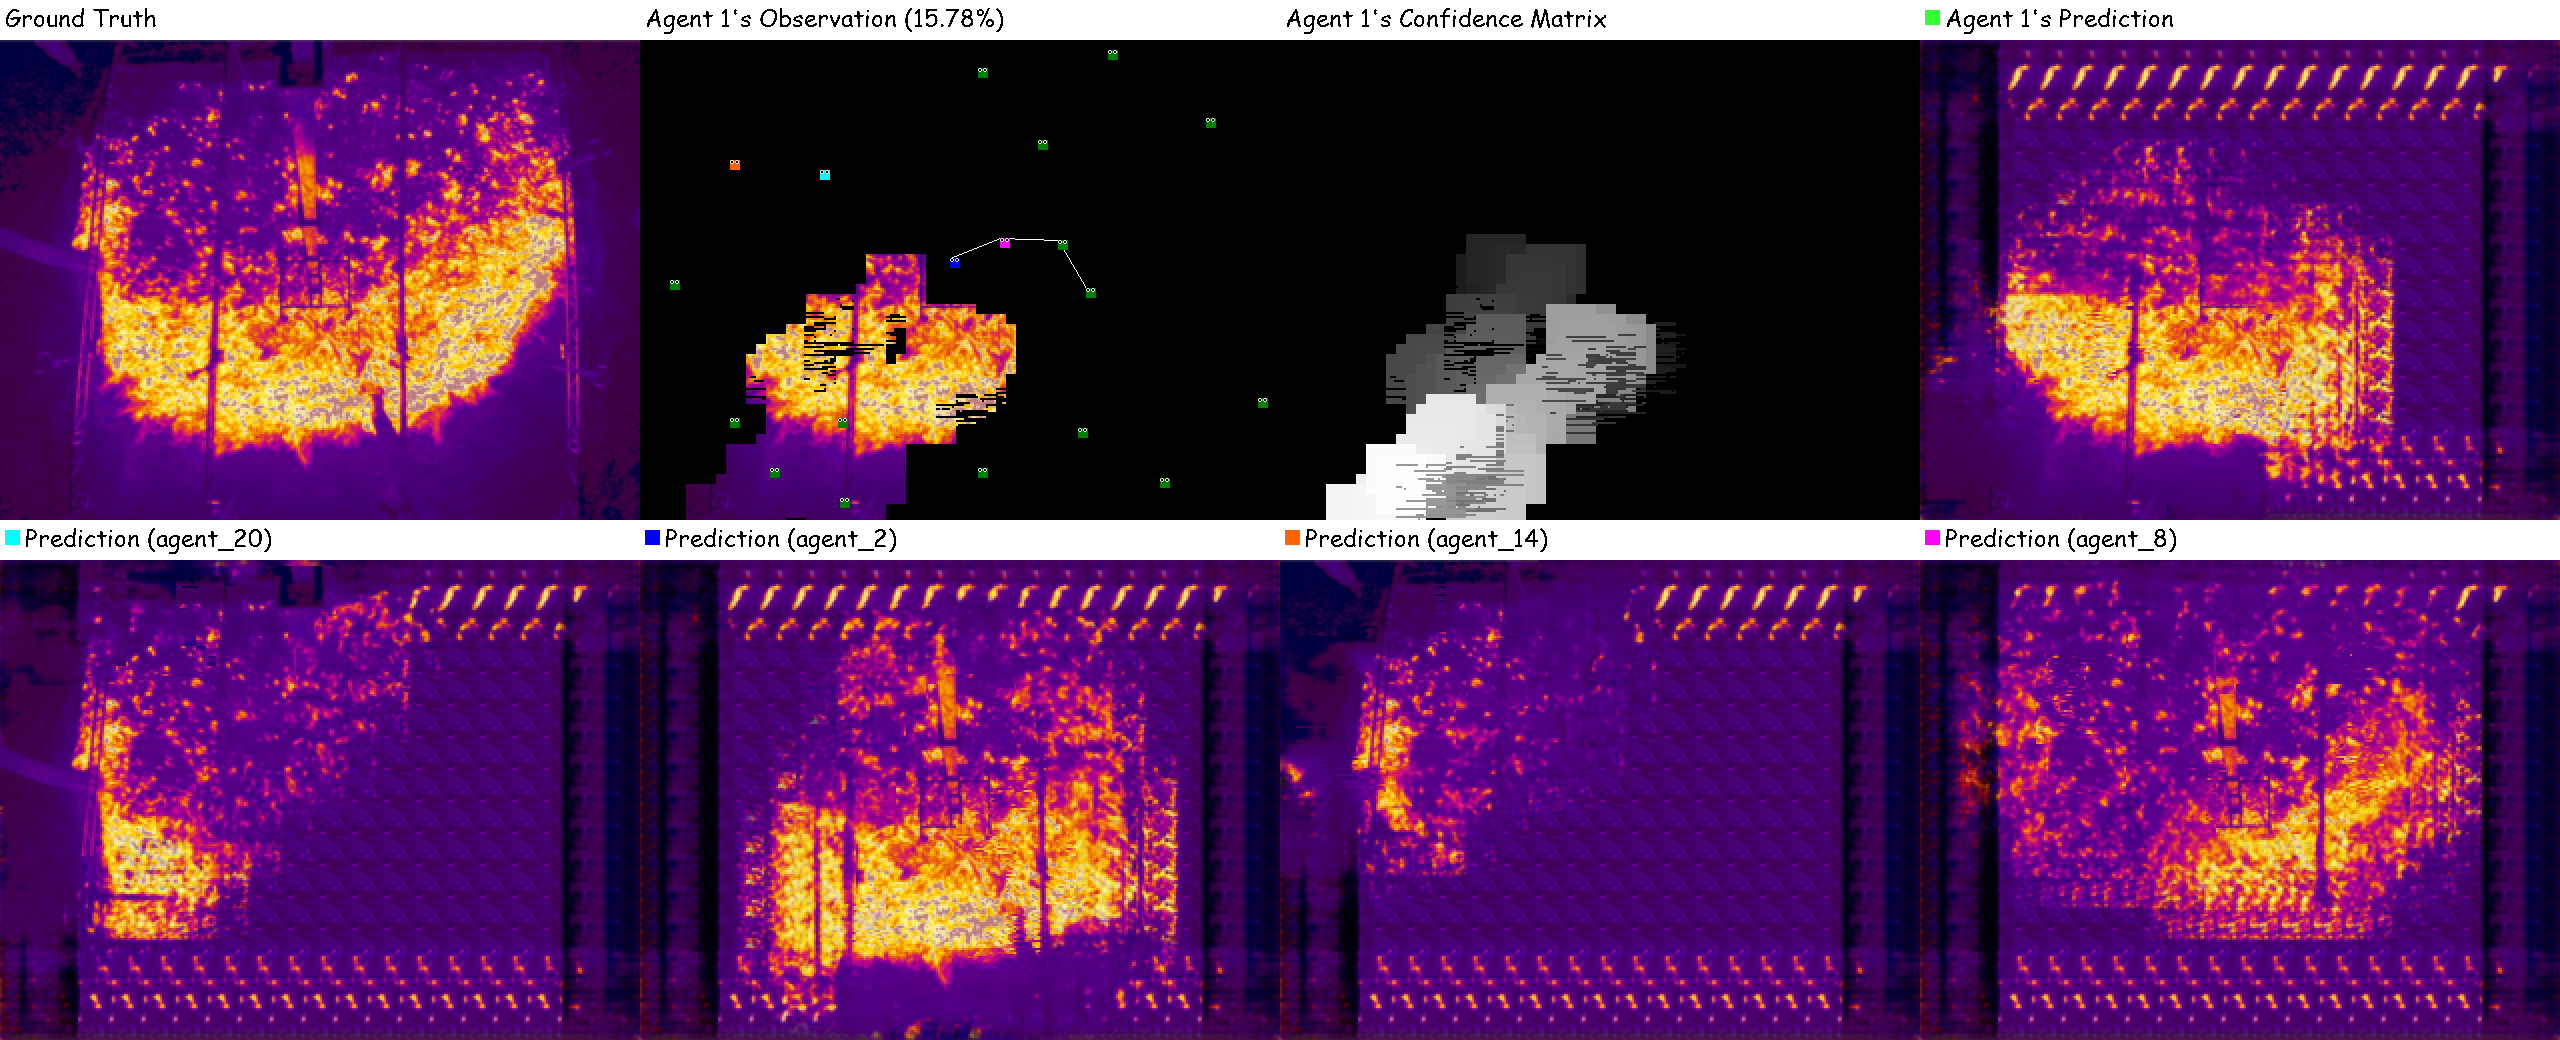 Ground Truth
Agent 1's Observation (15.78%)
Agent 1's Confidence Matrix
Agent 1's Prediction
Prediction (agent_20)
Prediction (agent_2)
Prediction (agent_14)
Prediction (agent_8)